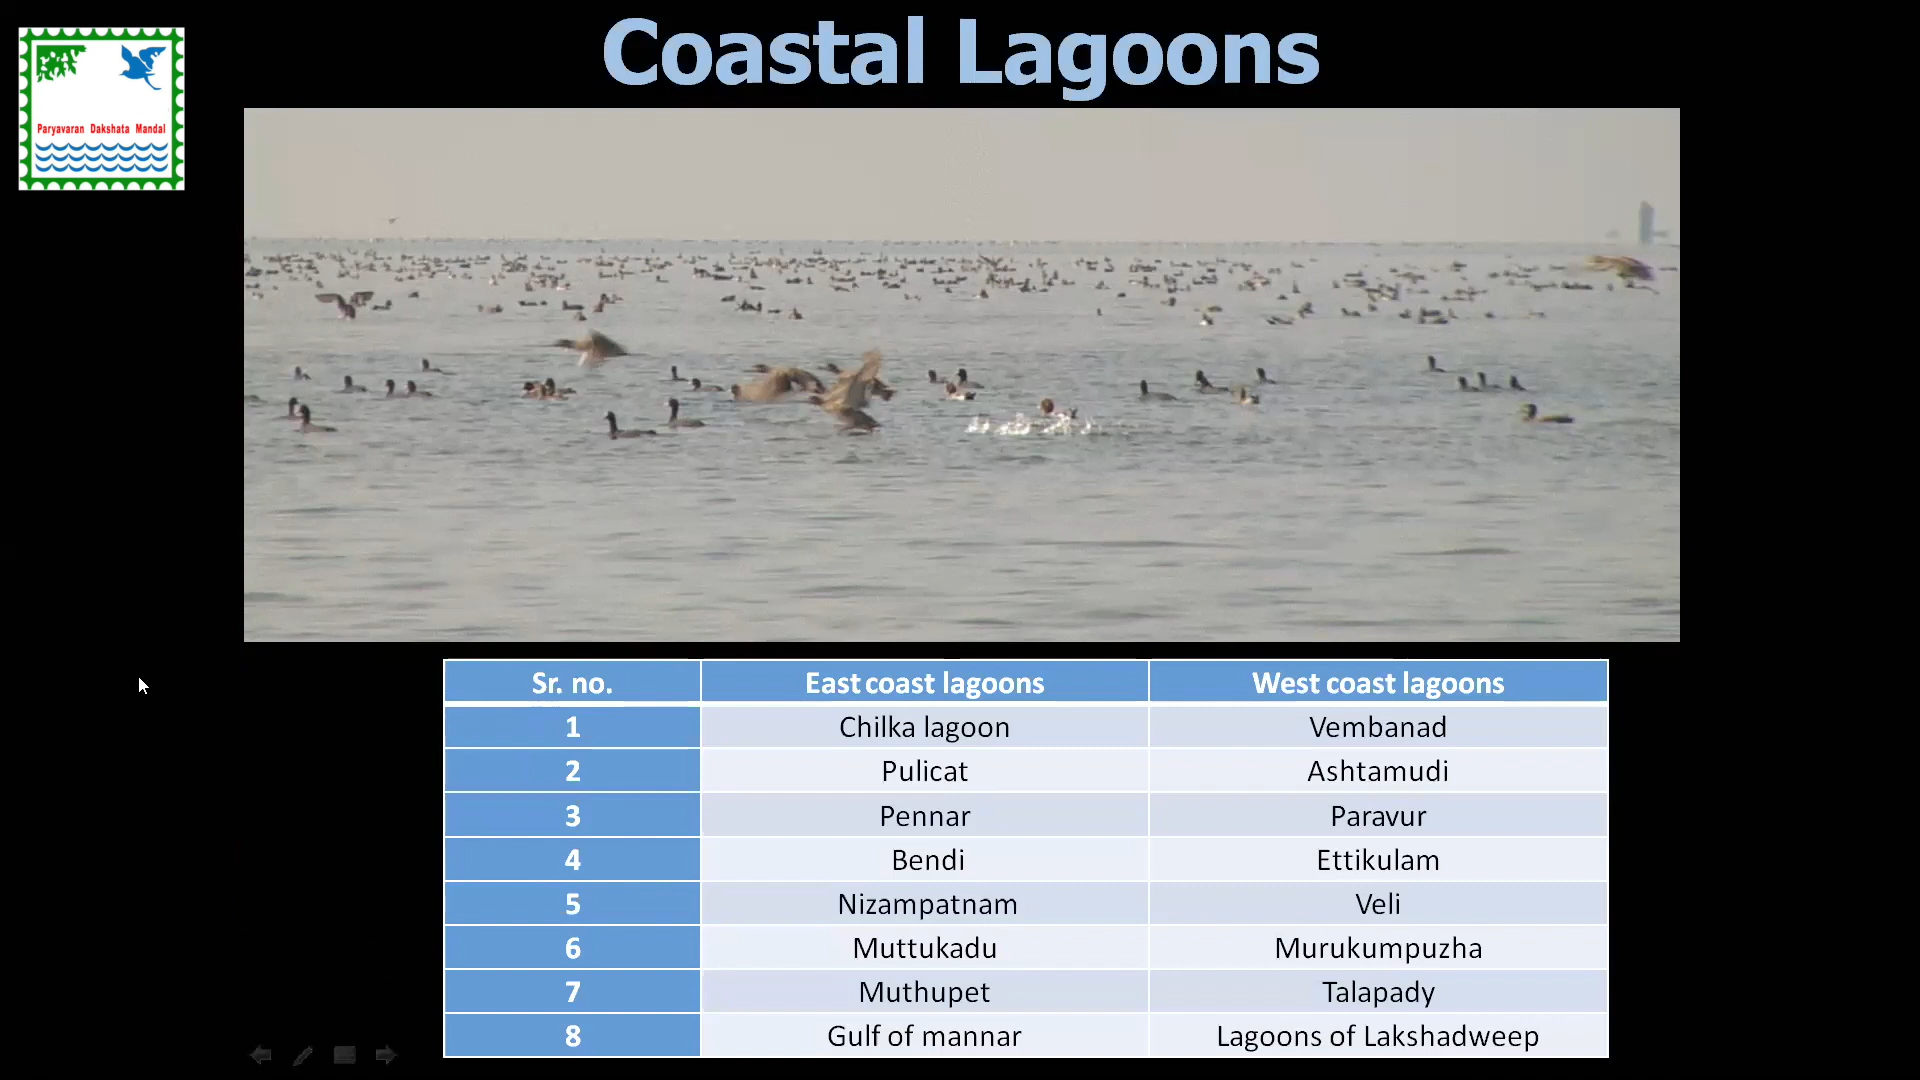 Coastal Lagoons
Paryavaran Dakshata Mandal
Sr. no. East coast lagoons West coast lagoons
1 Chilka lagoon Vembanad
2 Pulicat Ashtamudi
3 Pennar Paravur
4 Bendi Ettikulam
5 Nizampatnam Veli
6 Muttukadu Murukumpuzha
7 Muthupet Talapady
8 Gulf of mannar Lagoons of Lakshadweep